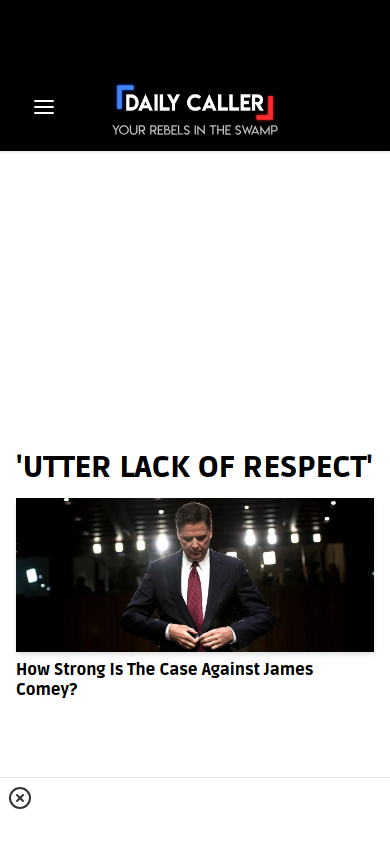 DAILY CALLER
YOUR REBELS IN THE SWAMP
'UTTER LACK OF RESPECT'
How Strong Is The Case Against James
Comey?